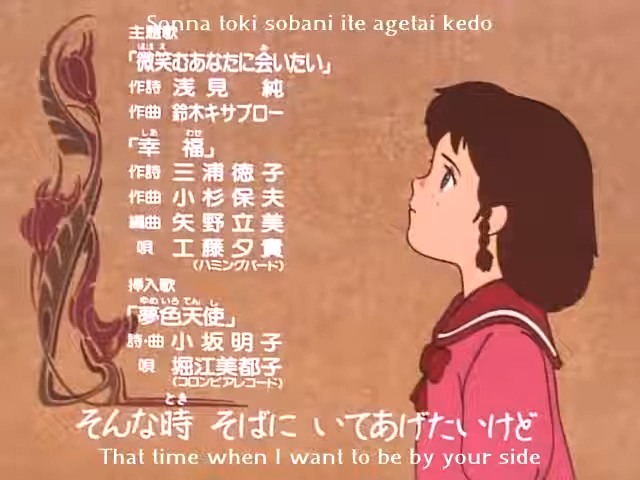 Sonna toki sobani ite agetai kedo
主題歌
「微笑むあなたに会いたい」
作詩 浅見 純
作曲 鈴木キサブロー
「幸福」
作詩 三浦徳子
作曲 小杉保夫
編曲 矢野立美
唄 工藤夕貴
(ハミングバード)
挿入歌
「夢色天使」
詩・曲 小坂明子
唄 堀江美都子
(コロンビアレコード)
そんな時 そばに いてあげたいけど
That time when I want to be by your side